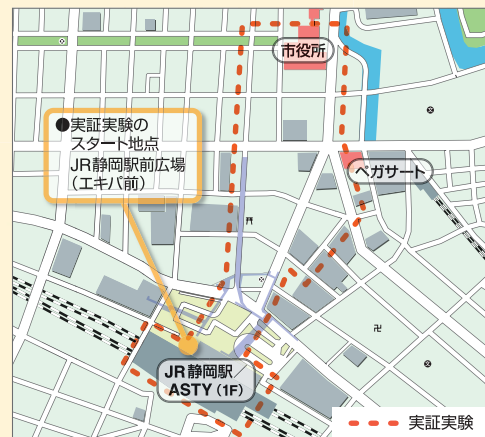 市役所
●実証実験の
スタート地点
JR静岡駅前広場
（エキパ前）
ペガサート
JR静岡駅／
ASTY（1F）
実証実験